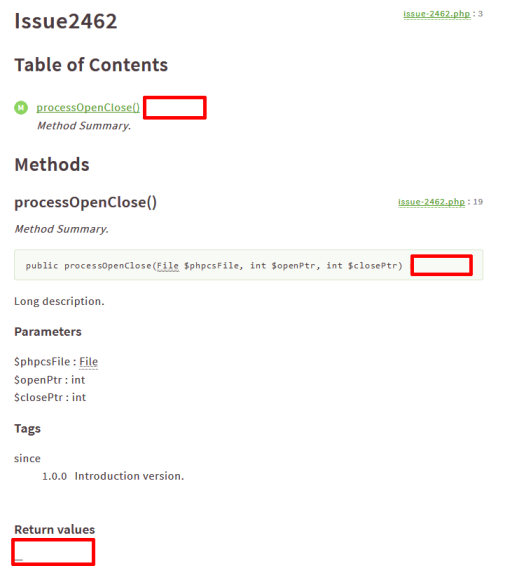 Issue2462
issue-2462.php : 3
Table of Contents
M processOpenClose()
Method Summary.
Methods
processOpenClose()
issue-2462.php : 19
Method Summary.
public processOpenClose(File $phpcsFile, int $openPtr, int $closePtr)
Long description.
Parameters
$phpcsFile : File
$openPtr : int
$closePtr : int
Tags
since
1.0.0 Introduction version.
Return values
—